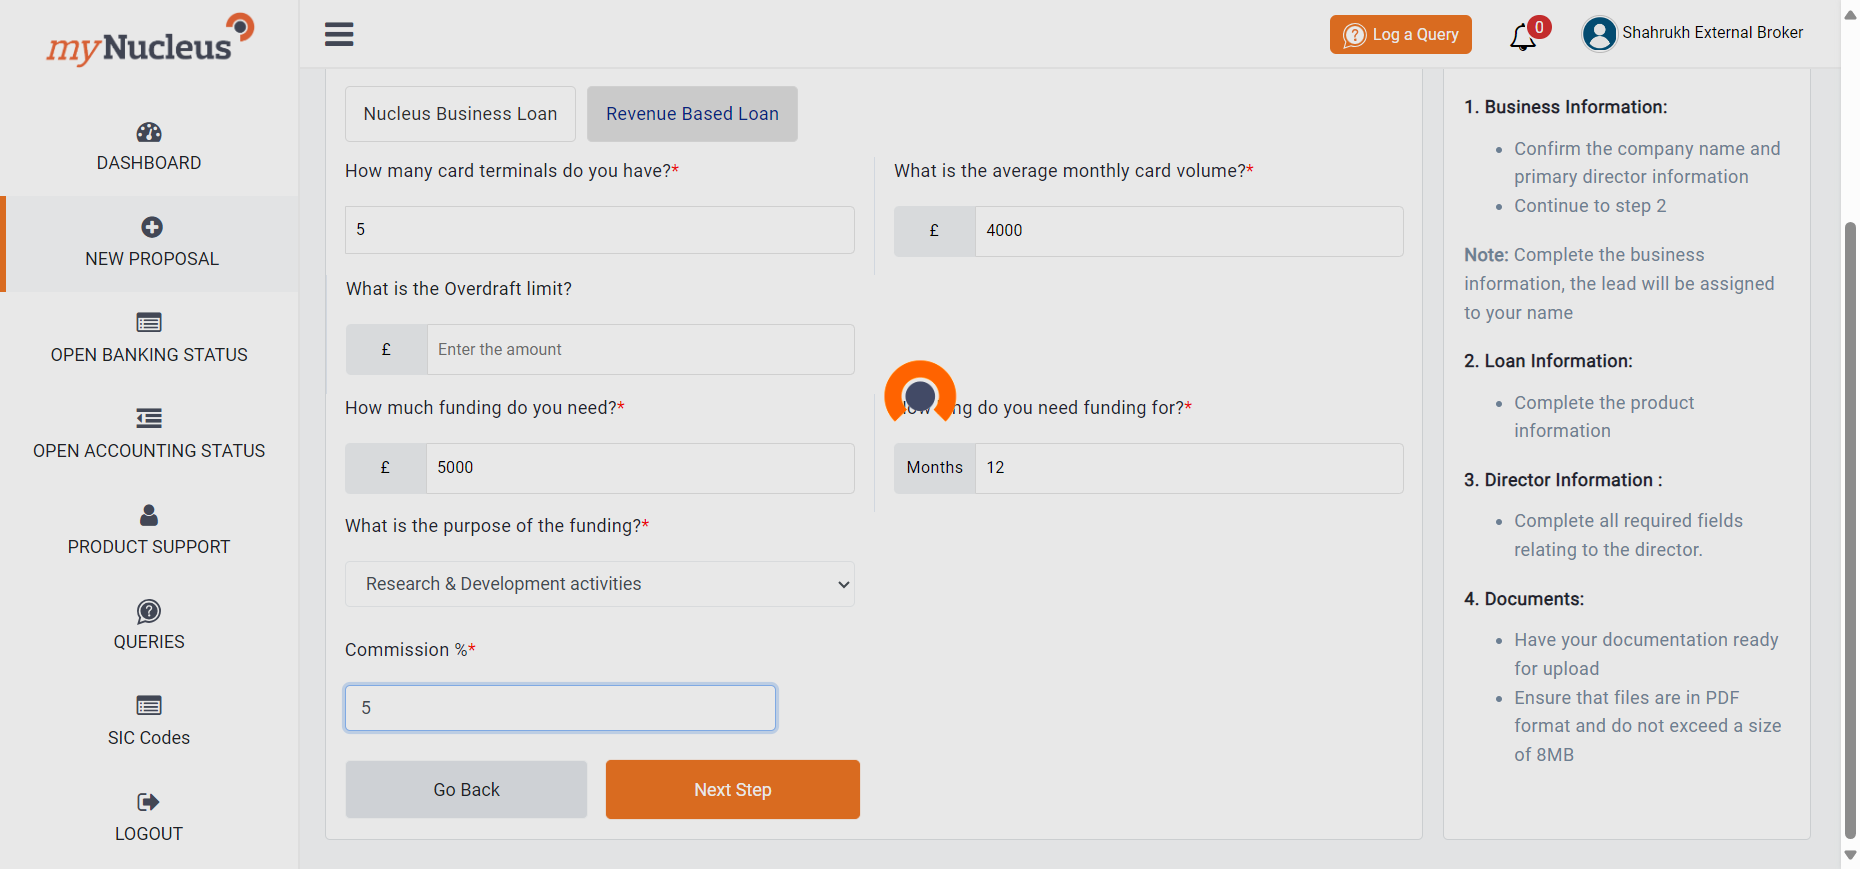 myNucleus
Log a Query
0
Shahrukh External Broker
DASHBOARD
NEW PROPOSAL
OPEN BANKING STATUS
OPEN ACCOUNTING STATUS
PRODUCT SUPPORT
QUERIES
SIC Codes
LOGOUT
Nucleus Business Loan
Revenue Based Loan
How many card terminals do you have?*
5
What is the average monthly card volume?*
£ 4000
What is the Overdraft limit?
£ Enter the amount
How much funding do you need?*
£ 5000
do you need funding for?*
Months 12
What is the purpose of the funding?*
Research & Development activities
Commission %*
5
Go Back
Next Step
1. Business Information:
• Confirm the company name and
primary director information
• Continue to step 2
Note: Complete the business
information, the lead will be assigned
to your name
2. Loan Information:
• Complete the product
information
3. Director Information :
• Complete all required fields
relating to the director.
4. Documents:
• Have your documentation ready
for upload
• Ensure that files are in PDF
format and do not exceed a size
of 8MB